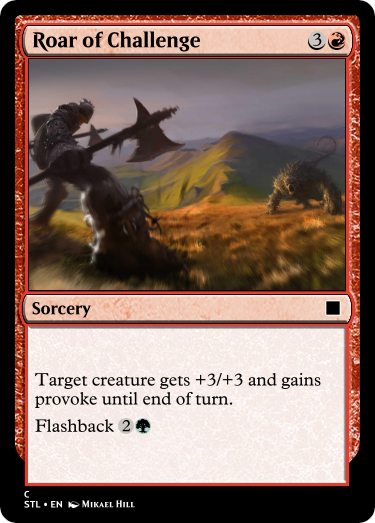 Roar of Challenge 3
Sorcery
Target creature gets +3/+3 and gains
provoke until end of turn.
Flashback 2
C
STL • EN Mikael Hill